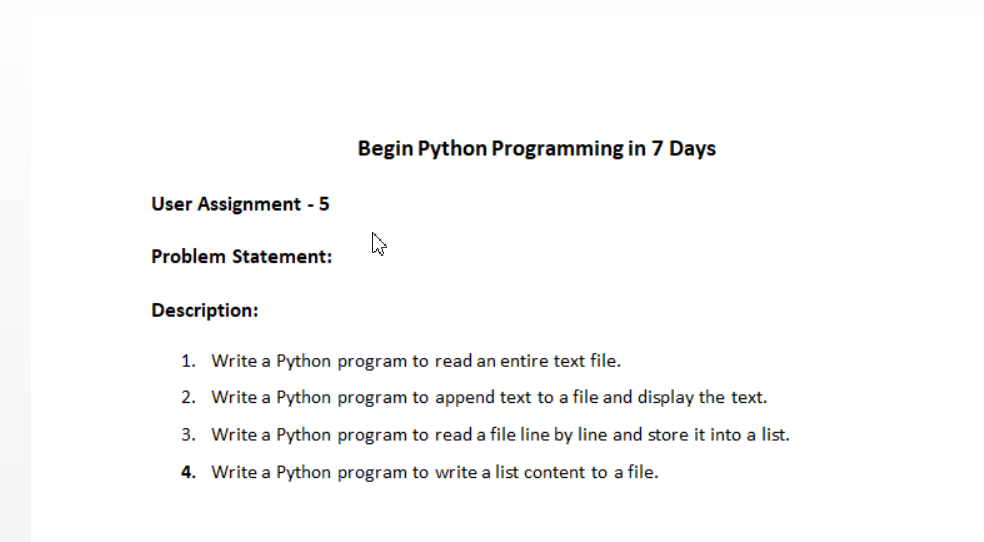 Begin Python Programming in 7 Days
User Assignment - 5
Problem Statement:
Description:
1. Write a Python program to read an entire text file.
2. Write a Python program to append text to a file and display the text.
3. Write a Python program to read a file line by line and store it into a list.
4. Write a Python program to write a list content to a file.